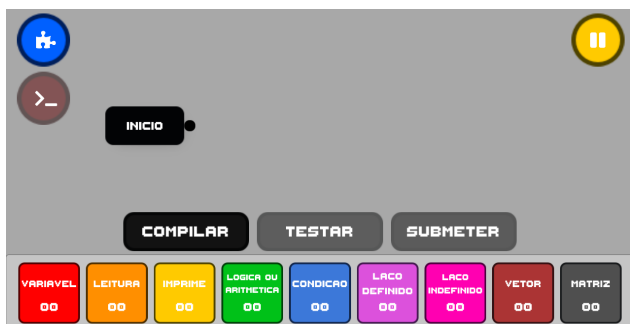 >_
INICIO
COMPILAR
TESTAR
SUBMETER
VARIAVEL
00
LEITURA
00
IMPRIME
00
LOGICA OU
ARITMETICA
00
CONDICAO
00
LACO
DEFINIDO
00
LACO
INDEFINIDO
00
VETOR
00
MATRIZ
00